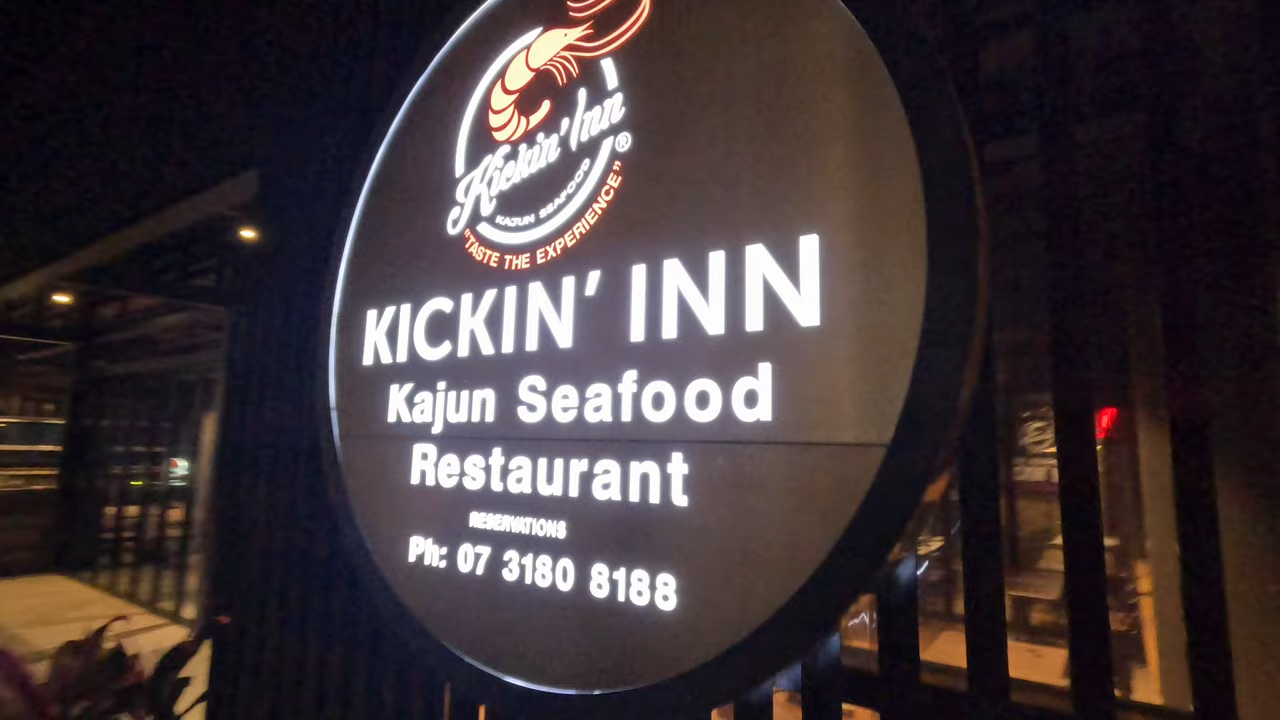 Kickin' Inn ®
KAJUN SEAFOOD
"TASTE THE EXPERIENCE"
KICKIN' INN
Kajun Seafood
Restaurant
RESERVATIONS
Ph: 07 3180 8188